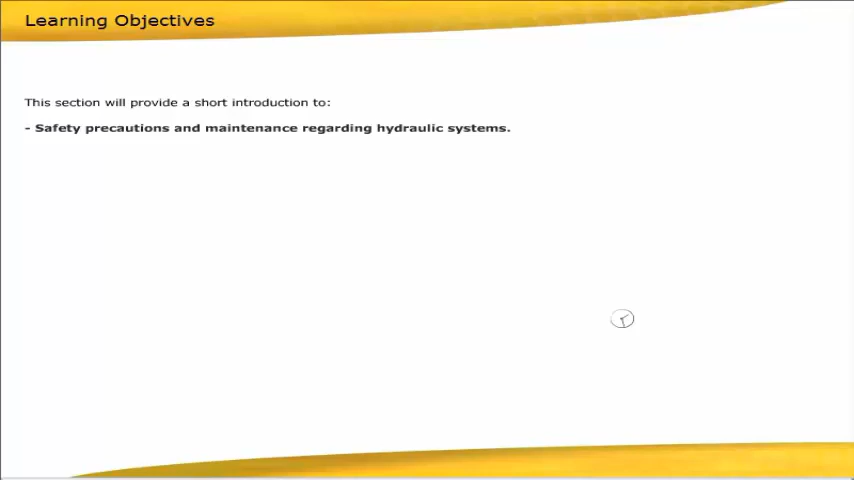 Learning Objectives
This section will provide a short introduction to:
- Safety precautions and maintenance regarding hydraulic systems.